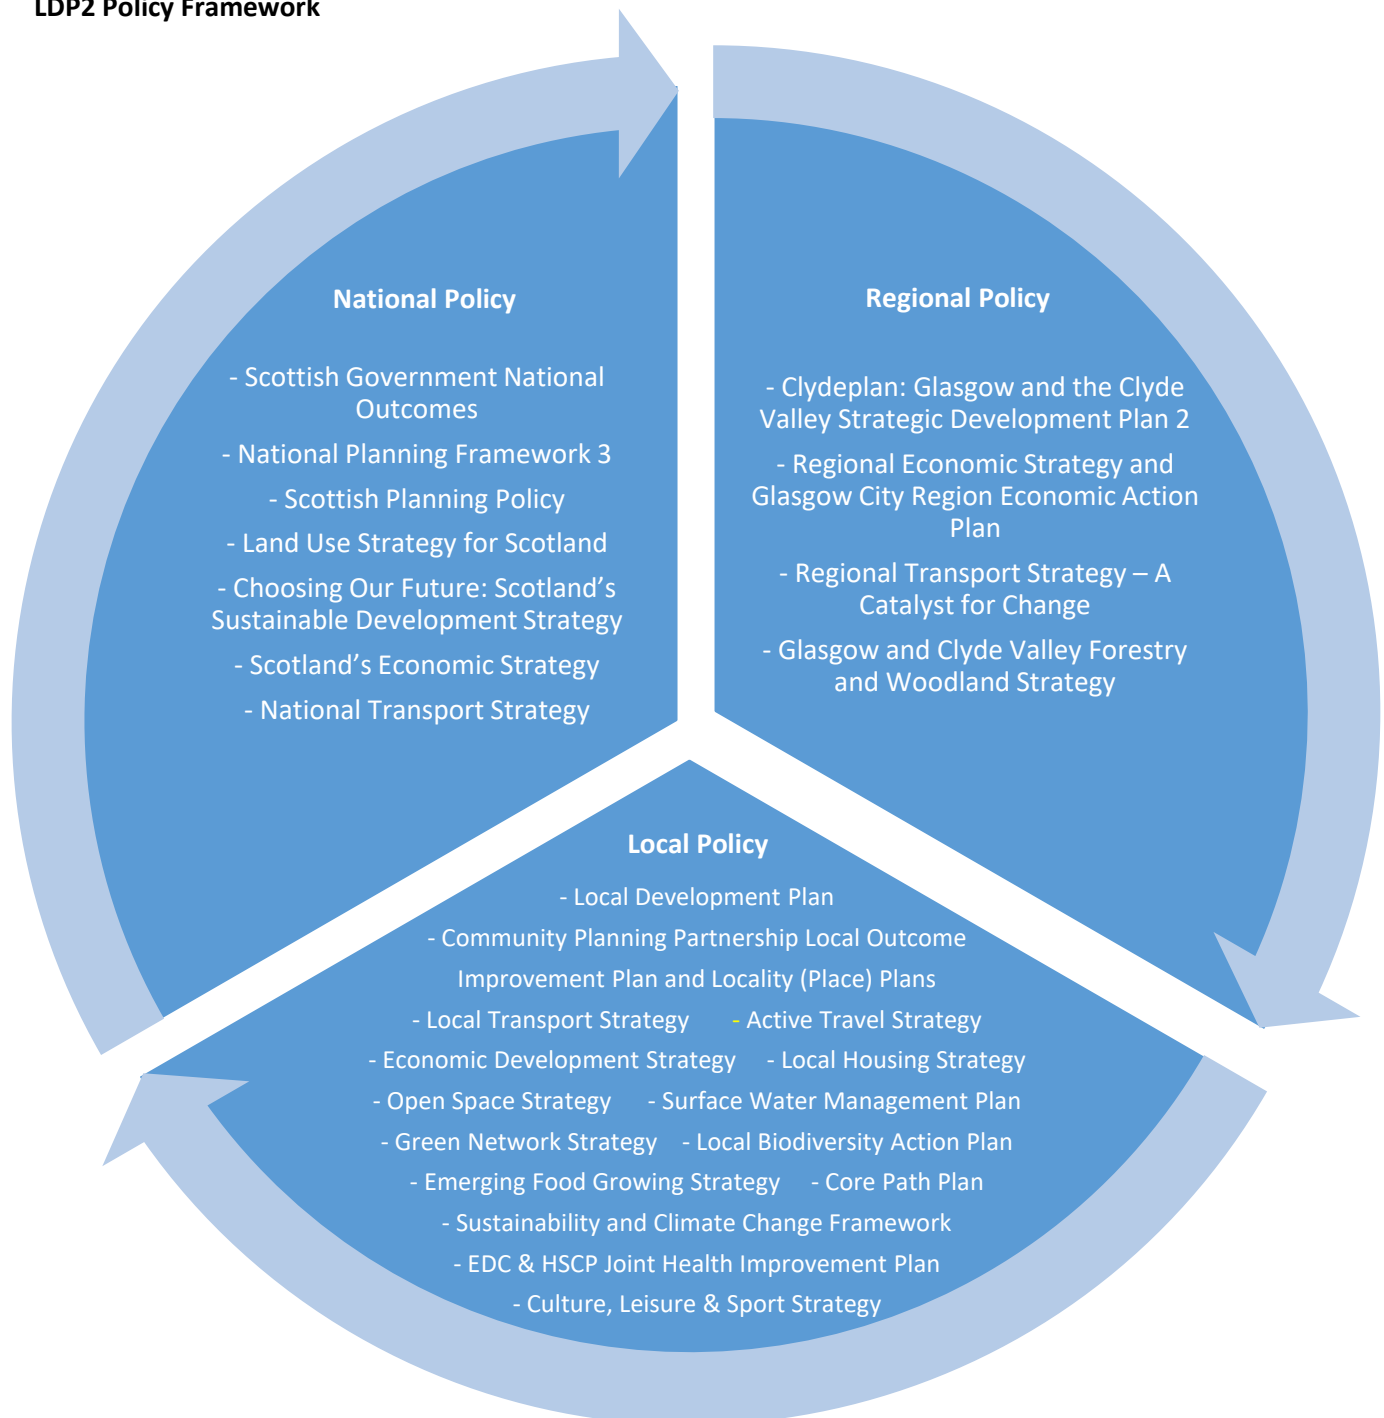 LDP2 Policy Framework
National Policy
- Scottish Government National
Outcomes
- National Planning Framework 3
- Scottish Planning Policy
- Land Use Strategy for Scotland
- Choosing Our Future: Scotland’s
Sustainable Development Strategy
- Scotland’s Economic Strategy
- National Transport Strategy
Regional Policy
- Clydeplan: Glasgow and the Clyde
Valley Strategic Development Plan 2
- Regional Economic Strategy and
Glasgow City Region Economic Action
Plan
- Regional Transport Strategy – A
Catalyst for Change
- Glasgow and Clyde Valley Forestry
and Woodland Strategy
Local Policy
- Local Development Plan
- Community Planning Partnership Local Outcome
Improvement Plan and Locality (Place) Plans
- Local Transport Strategy - Active Travel Strategy
- Economic Development Strategy - Local Housing Strategy
- Open Space Strategy - Surface Water Management Plan
- Green Network Strategy - Local Biodiversity Action Plan
- Emerging Food Growing Strategy - Core Path Plan
- Sustainability and Climate Change Framework
- EDC & HSCP Joint Health Improvement Plan
- Culture, Leisure & Sport Strategy